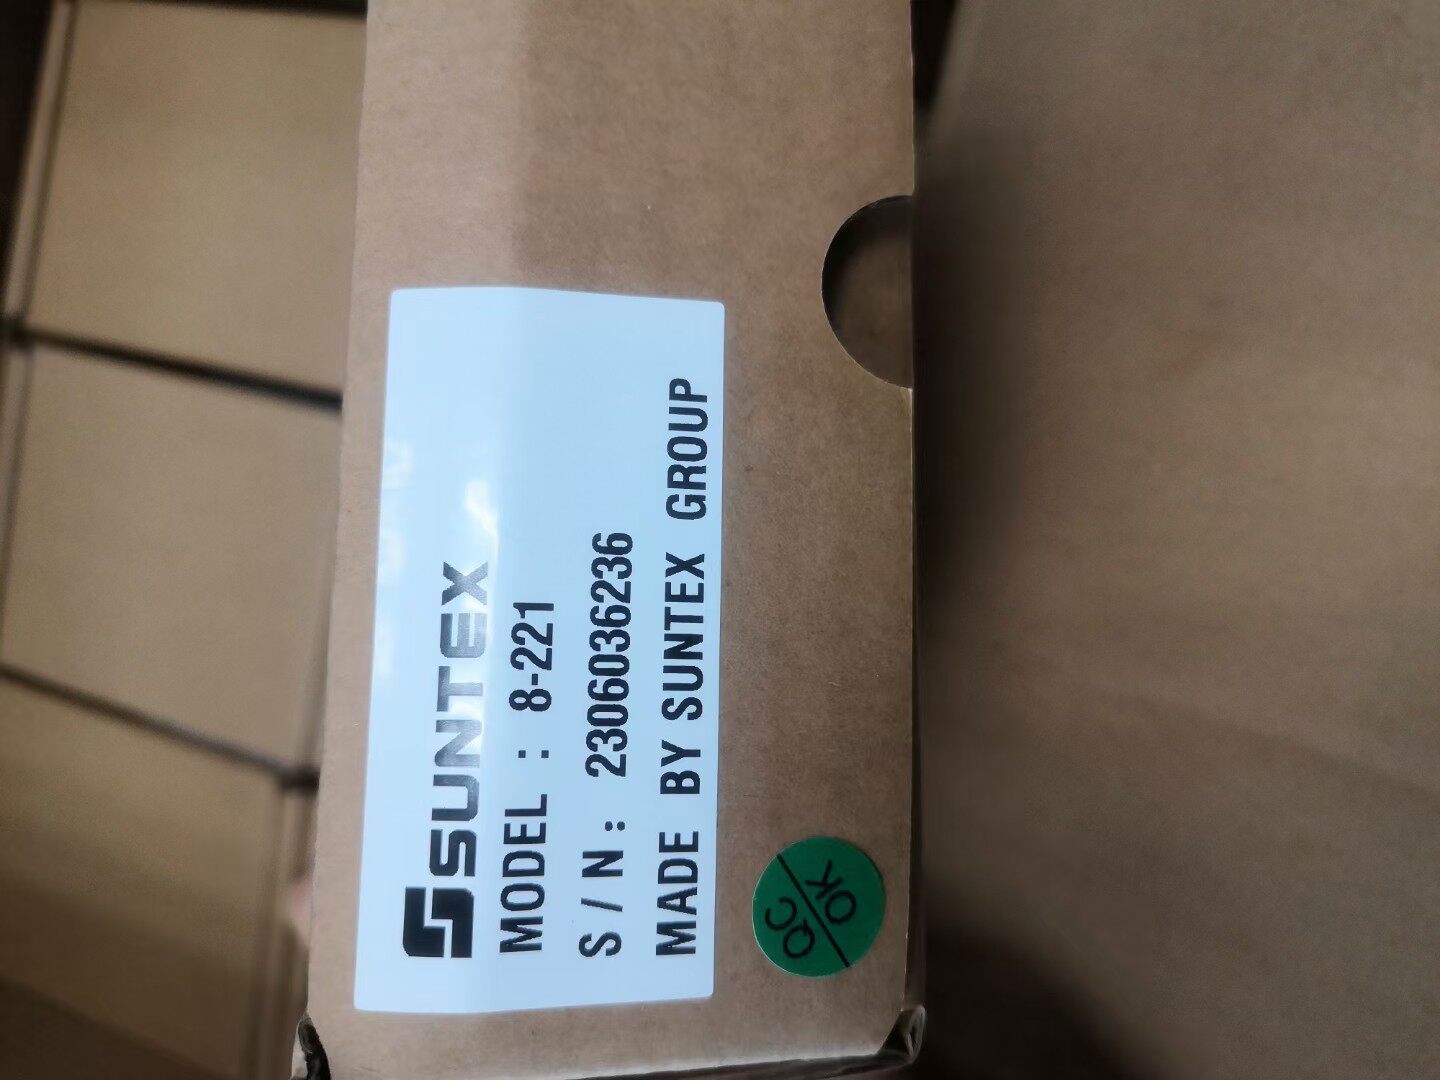 SUNTEX
MODEL : 8-221
S / N : 2306036236
MADE BY SUNTEX GROUP
QC
OK